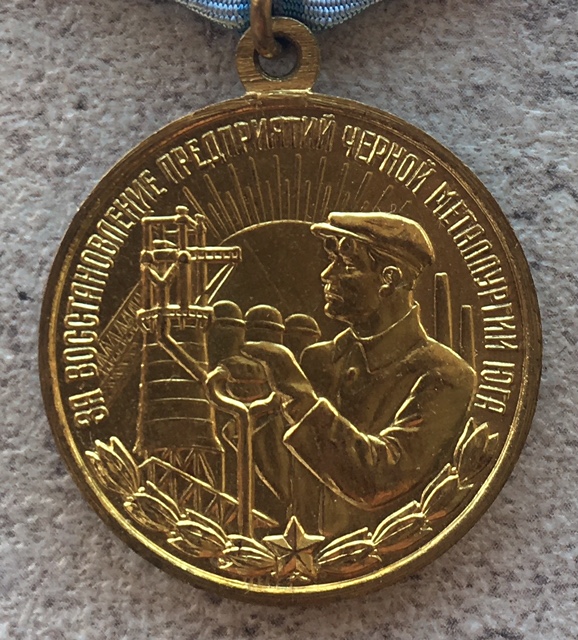 ЗА ВОССТАНОВЛЕНИЕ ПРЕДПРИЯТИЙ ЧЕРНОЙ МЕТАЛЛУРГИИ ЮГА